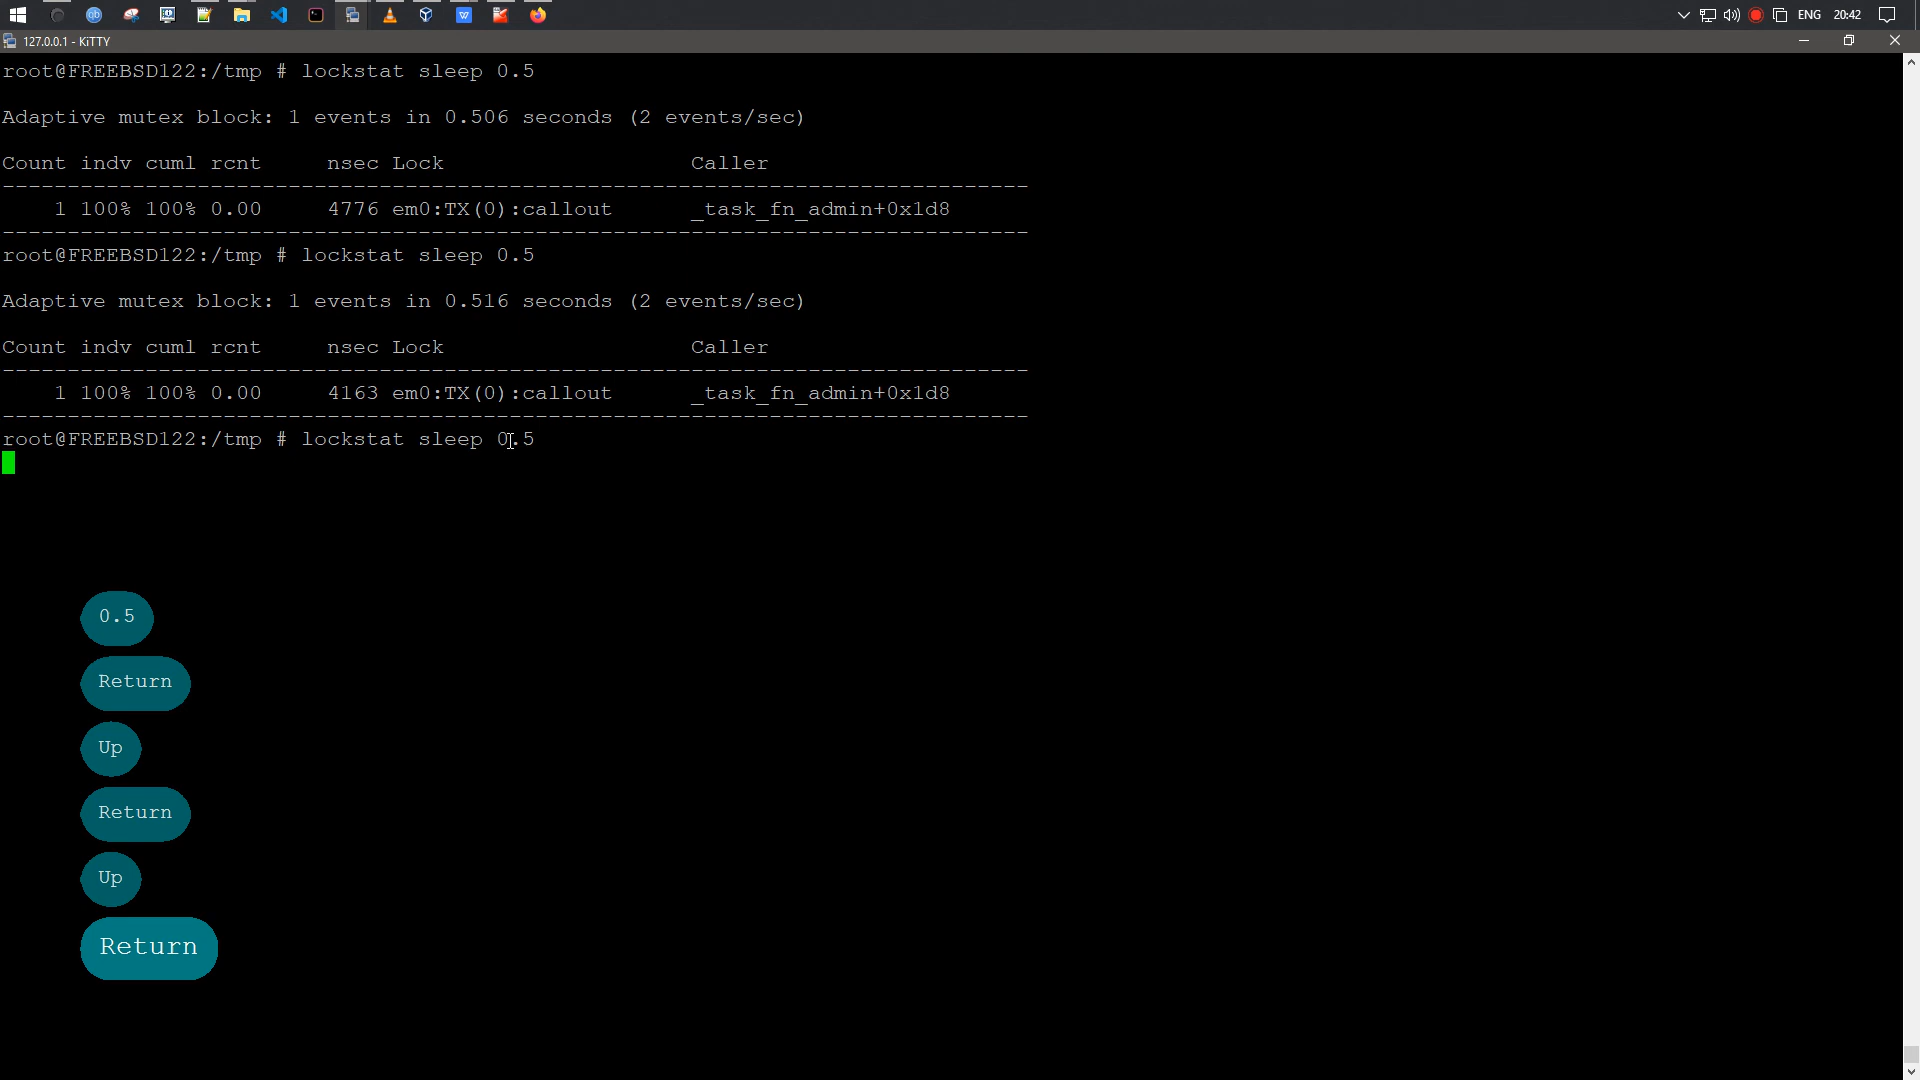 ENG 20:42
127.0.0.1 - KiTTY
root@FREEBSD122:/tmp # lockstat sleep 0.5
Adaptive mutex block: 1 events in 0.506 seconds (2 events/sec)
Count indv cuml rcnt     nsec Lock                   Caller
-------------------------------------------------------------------------------
    1 100% 100% 0.00     4776 em0:TX(0):callout      _task_fn_admin+0x1d8
-------------------------------------------------------------------------------
root@FREEBSD122:/tmp # lockstat sleep 0.5
Adaptive mutex block: 1 events in 0.516 seconds (2 events/sec)
Count indv cuml rcnt     nsec Lock                   Caller
-------------------------------------------------------------------------------
    1 100% 100% 0.00     4163 em0:TX(0):callout      _task_fn_admin+0x1d8
-------------------------------------------------------------------------------
root@FREEBSD122:/tmp # lockstat sleep 0.5
0.5
Return
Up
Return
Up
Return